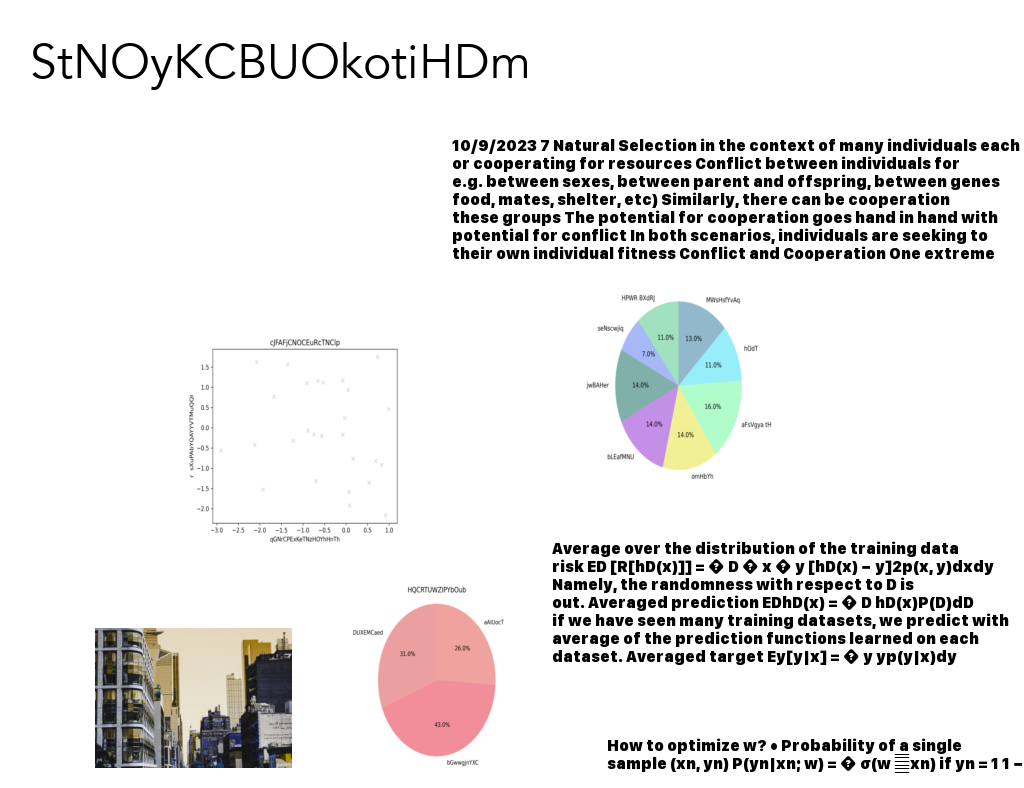 StNOyKCBUOkotiHDm
10/9/2023 7 Natural Selection in the context of many individuals each
or cooperating for resources Conflict between individuals for
e.g. between sexes, between parent and offspring, between genes
food, mates, shelter, etc) Similarly, there can be cooperation
these groups The potential for cooperation goes hand in hand with
potential for conflict In both scenarios, individuals are seeking to
their own individual fitness Conflict and Cooperation One extreme
HPWR BXdRJ
MWsHsfYvAq
seNscwjiq
hOdT
11.0%
13.0%
7.0%
11.0%
jwBAHer
14.0%
16.0%
14.0%
14.0%
aFsVgya tH
bLEafMNU
omHbYh
cJFAFjCNOCEuRcTNClp
1.5
1.0
0.5
0.0
−0.5
−1.0
−1.5
−2.0
−3.0 −2.5 −2.0 −1.5 −1.0 −0.5 0.0 0.5 1.0
qGNrCPExKeTNzHOYhHnTh
Average over the distribution of the training data
risk ED [R[hD(x)]] = � D � x � y [hD(x) − y]2p(x, y)dxdy
Namely, the randomness with respect to D is
out. Averaged prediction EDhD(x) = � D hD(x)P(D)dD
if we have seen many training datasets, we predict with
average of the prediction functions learned on each
dataset. Averaged target Ey[y|x] = � y yp(y|x)dy
HQCRTUWZIPYbOub
DUXEMCaed
aAIUocT
31.0%
26.0%
43.0%
bGwwgjnYXC
How to optimize w? • Probability of a single
sample (xn, yn) P(yn|xn; w) = � σ(w xn) if yn = 1 1 −